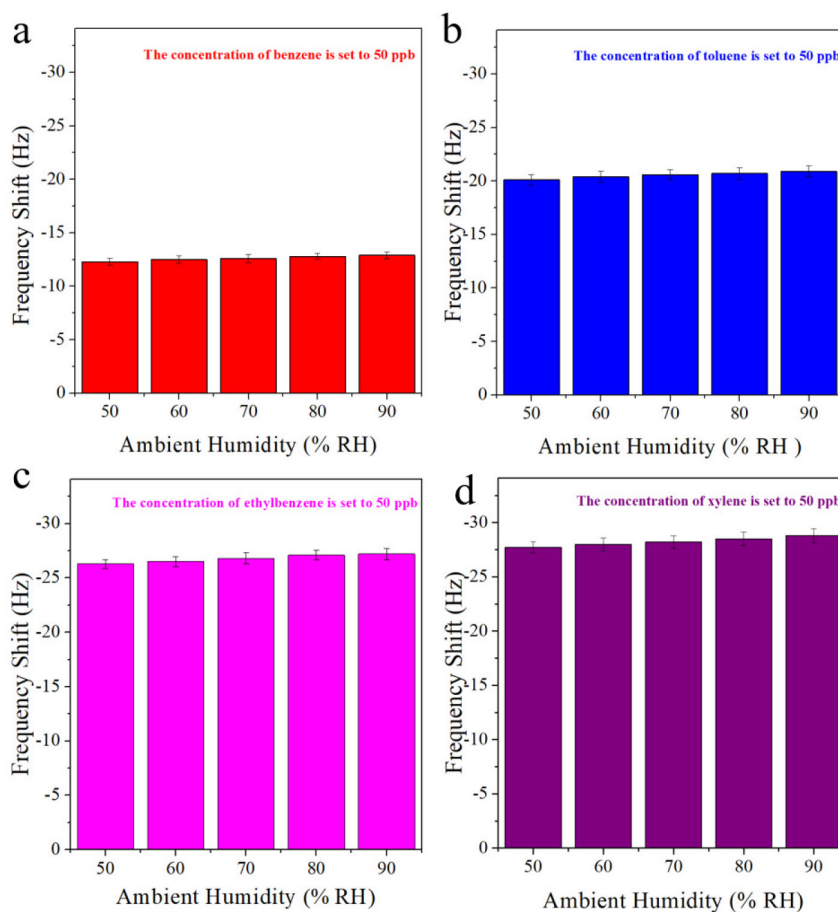 a
The concentration of benzene is set to 50 ppb
Frequency Shift (Hz)
-30
-25
-20
-15
-10
-5
0
50 60 70 80 90
Ambient Humidity (% RH)
b
The concentration of toluene is set to 50 ppb
Frequency Shift (Hz)
-30
-25
-20
-15
-10
-5
0
50 60 70 80 90
Ambient Humidity (% RH )
c
The concentration of ethylbenzene is set to 50 ppb
Frequency Shift (Hz)
-30
-25
-20
-15
-10
-5
0
50 60 70 80 90
Ambient Humidity (% RH)
d
The concentration of xylene is set to 50 ppb
Frequency Shift (Hz)
-30
-25
-20
-15
-10
-5
0
50 60 70 80 90
Ambient Humidity (% RH)